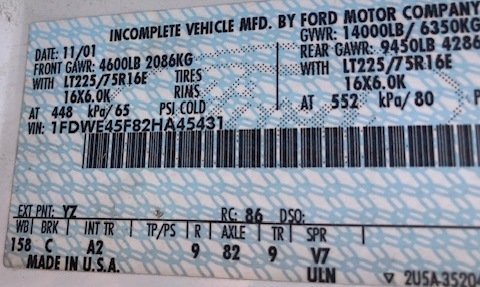 INCOMPLETE VEHICLE MFD. BY FORD MOTOR COMPANY
DATE: 11/01 GVWR: 14000LB/ 6350KG
FRONT GAWR: 4600LB 2086KG REAR GAWR: 9450LB 4286
WITH LT225/75R16E TIRES WITH LT225/75R16E
16X6.0K RIMS 16X6.0K
AT 448 kPa/65 PSI COLD AT 552 kPa/80 PS
VIN: 1FDWE45F82HA45431
EXT PNT: YZ RC: 86 DSO:
WB BRK INT TR TP/PS R AXLE TR SPR
158 C A2 9 82 9 V7
MADE IN U.S.A. ULN ▽ 2U5A-35204